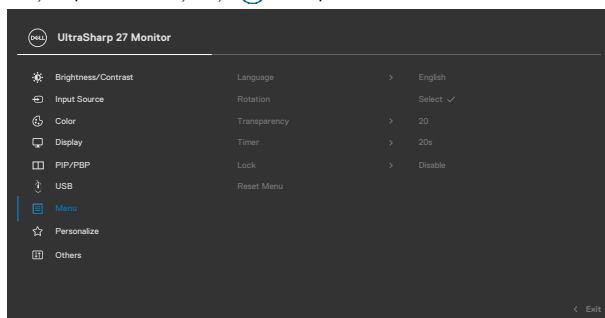 DELL UltraSharp 27 Monitor
Brightness/Contrast Language > English
Input Source Rotation Select ✓
Color Transparency > 20
Display Timer > 20s
PIP/PBP Lock > Disable
USB Reset Menu
Menu
Personalize
Others
< Exit